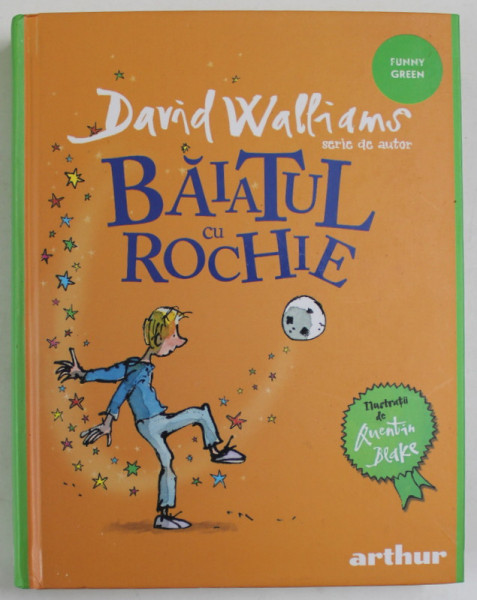 FUNNY
GREEN
David Walliams
serie de autor
BĂIATUL
cu
ROCHIE
Ilustrații
de
Quentin
Blake
arthur